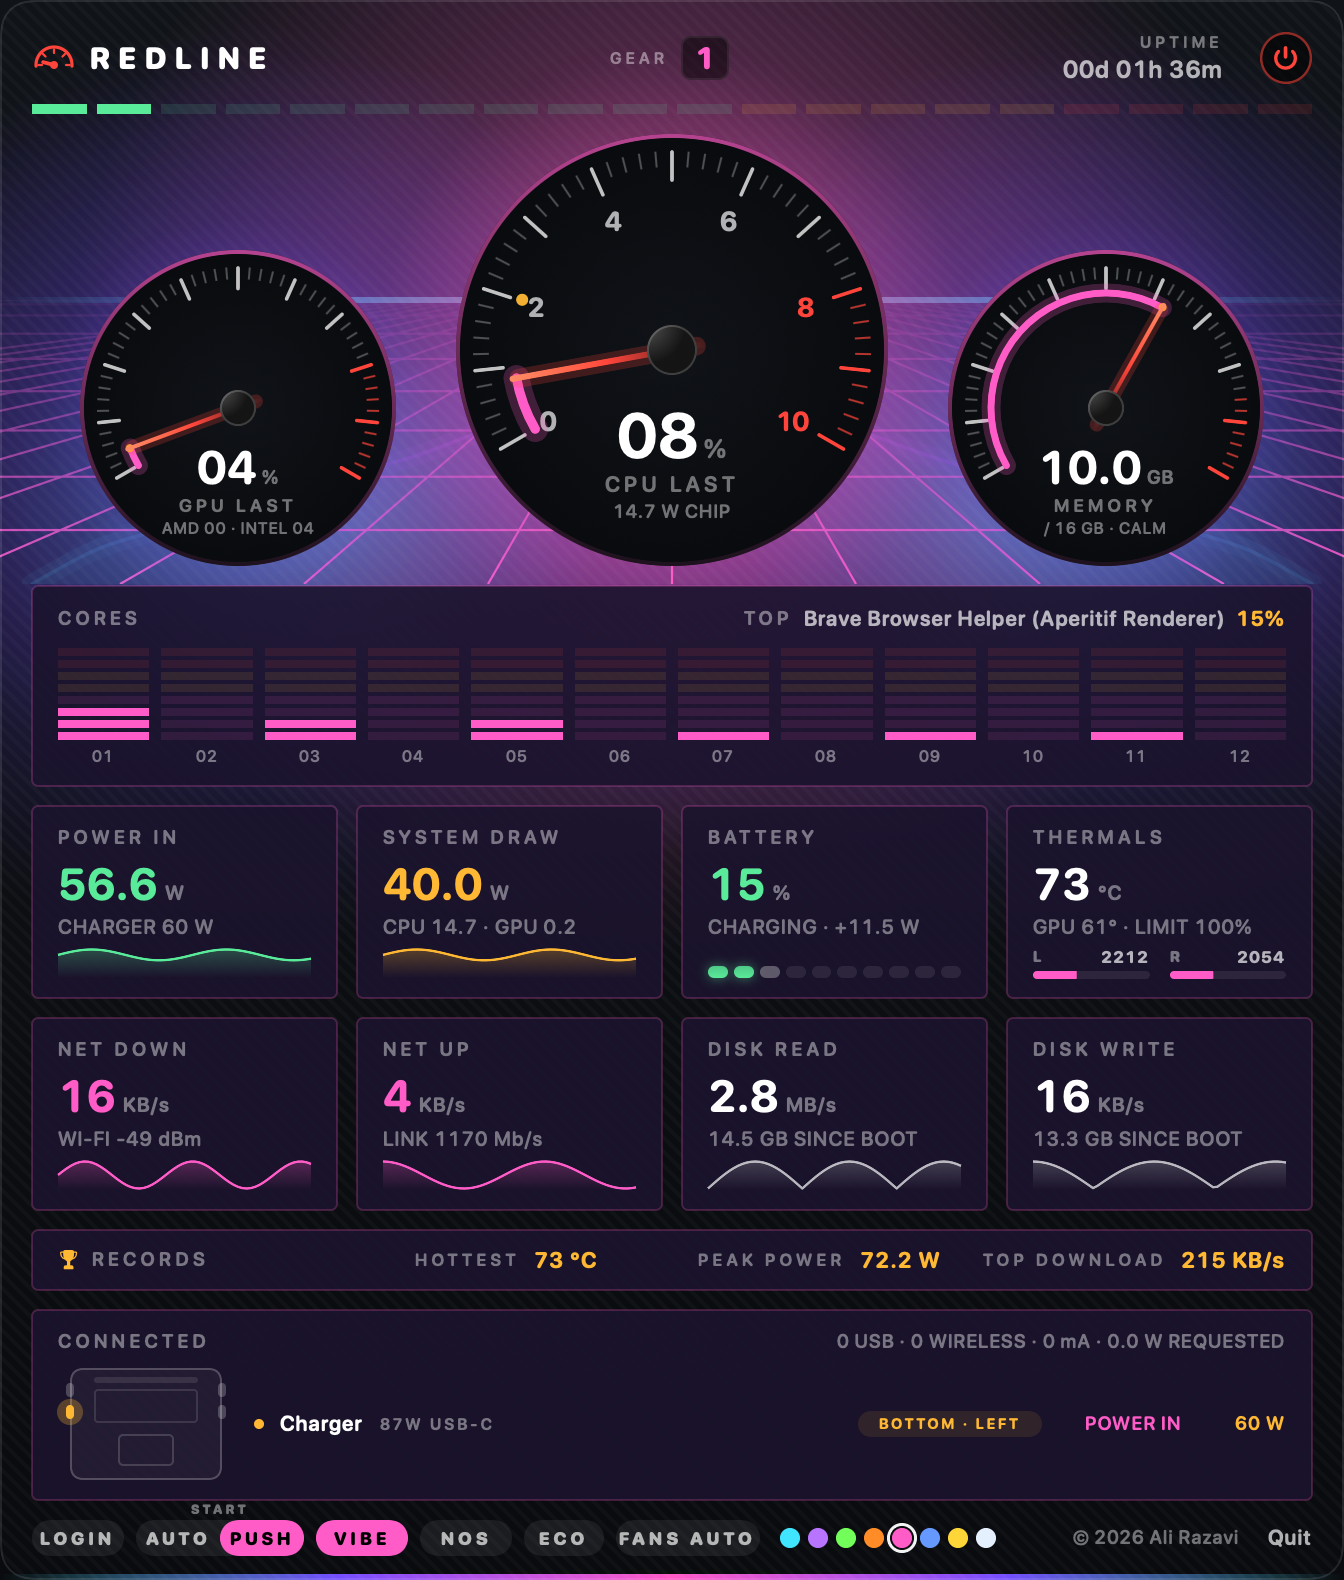 REDLINE
GEAR 1
UPTIME
00d 01h 36m
4 6
2 8
0 10
08 %
CPU LAST
14.7 W CHIP
04 %
GPU LAST
AMD 00 · INTEL 04
10.0 GB
MEMORY
/ 16 GB · CALM
CORES TOP Brave Browser Helper (Aperitif Renderer) 15%
01 02 03 04 05 06 07 08 09 10 11 12
POWER IN
56.6 W
CHARGER 60 W
SYSTEM DRAW
40.0 W
CPU 14.7 · GPU 0.2
BATTERY
15 %
CHARGING · +11.5 W
THERMALS
73 °C
GPU 61° · LIMIT 100%
L 2212 R 2054
NET DOWN
16 KB/s
WI-FI -49 dBm
NET UP
4 KB/s
LINK 1170 Mb/s
DISK READ
2.8 MB/s
14.5 GB SINCE BOOT
DISK WRITE
16 KB/s
13.3 GB SINCE BOOT
RECORDS HOTTEST 73 °C PEAK POWER 72.2 W TOP DOWNLOAD 215 KB/s
CONNECTED 0 USB · 0 WIRELESS · 0 mA · 0.0 W REQUESTED
Charger 87W USB-C BOTTOM · LEFT POWER IN 60 W
START
LOGIN AUTO PUSH VIBE NOS ECO FANS AUTO © 2026 Ali Razavi Quit